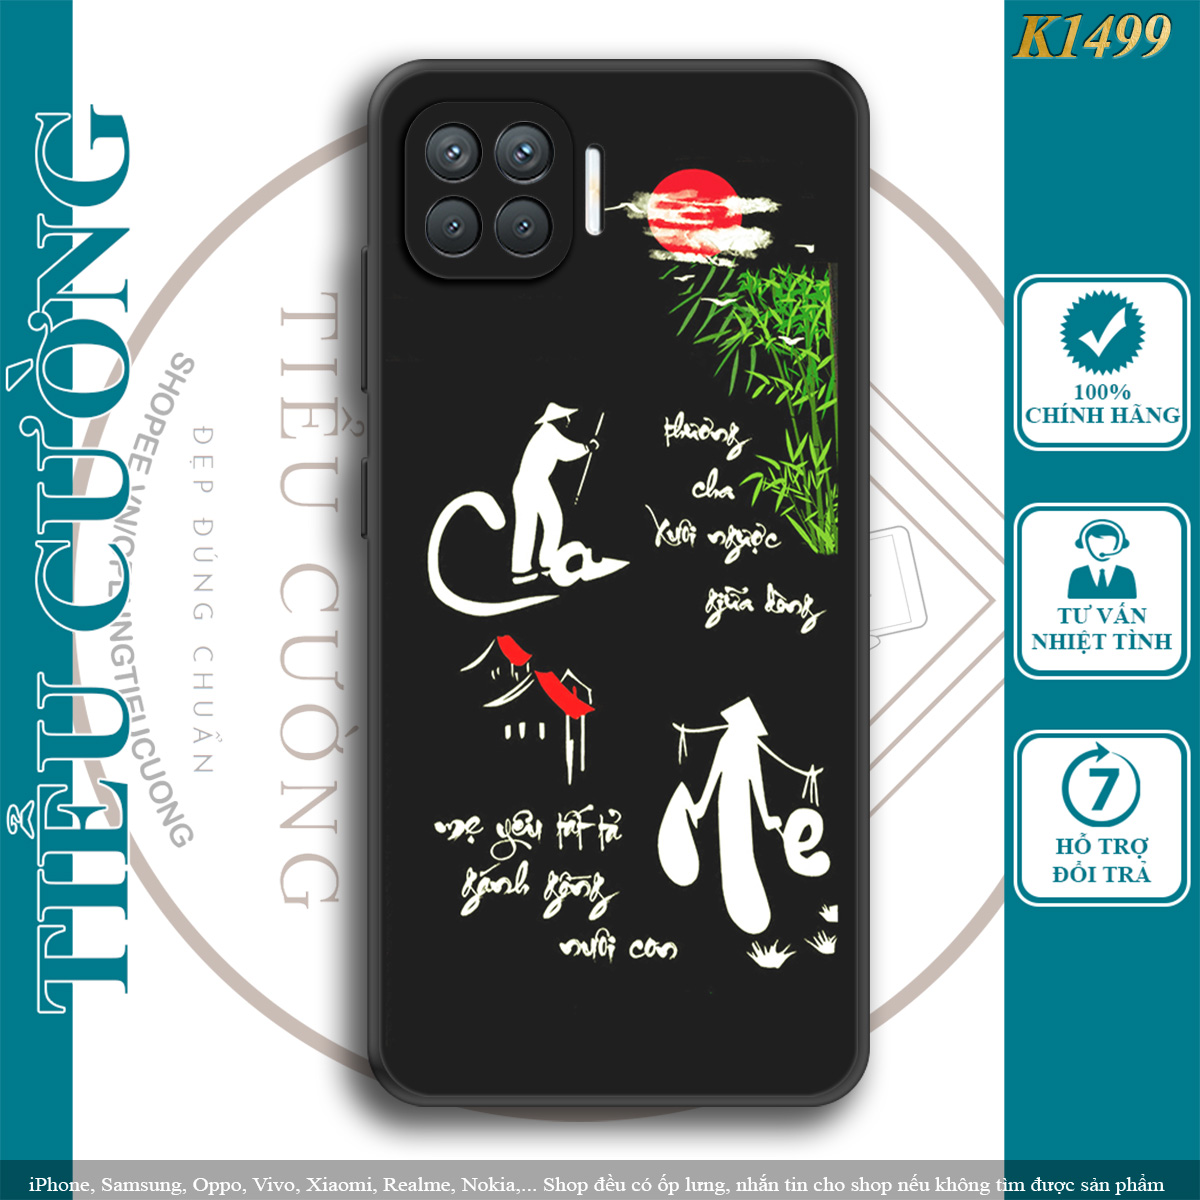 K1499
TIỂU CƯỜNG
TIỂU CƯỜNG
ĐẸP ĐÚNG CHUẨN
thương
cha
Xuôi ngược
giữa dòng
Cha
mẹ yêu tất tả
gánh gồng
nuôi con
Mẹ
100%
CHÍNH HÃNG
TƯ VẤN
NHIỆT TÌNH
7
HỖ TRỢ
ĐỔI TRẢ
iPhone, Samsung, Oppo, Vivo, Xiaomi, Realme, Nokia,... Shop đều có ốp lưng, nhắn tin cho shop nếu không tìm được sản phẩm